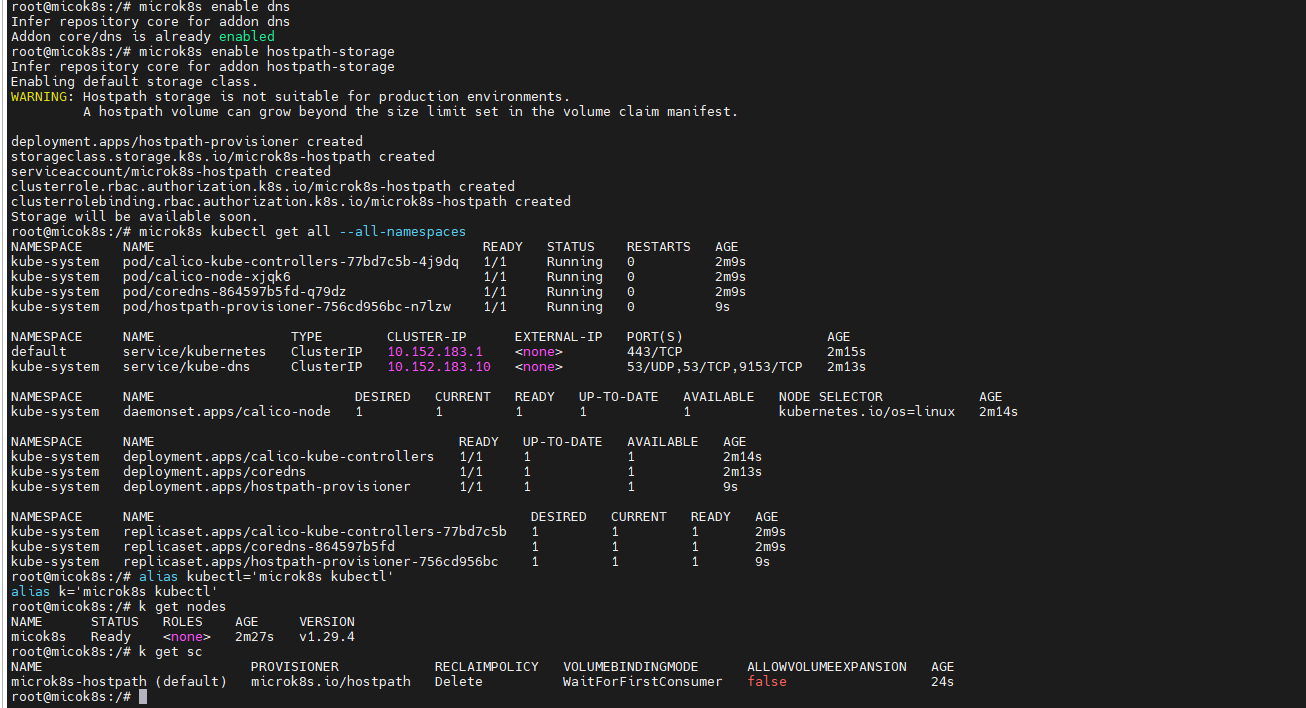 root@micok8s:/# microk8s enable dns
Infer repository core for addon dns
Addon core/dns is already enabled
root@micok8s:/# microk8s enable hostpath-storage
Infer repository core for addon hostpath-storage
Enabling default storage class.
WARNING: Hostpath storage is not suitable for production environments.
         A hostpath volume can grow beyond the size limit set in the volume claim manifest.

deployment.apps/hostpath-provisioner created
storageclass.storage.k8s.io/microk8s-hostpath created
serviceaccount/microk8s-hostpath created
clusterrole.rbac.authorization.k8s.io/microk8s-hostpath created
clusterrolebinding.rbac.authorization.k8s.io/microk8s-hostpath created
Storage will be available soon.
root@micok8s:/# microk8s kubectl get all --all-namespaces
NAMESPACE     NAME                                         READY   STATUS    RESTARTS   AGE
kube-system   pod/calico-kube-controllers-77bd7c5b-4j9dq   1/1     Running   0          2m9s
kube-system   pod/calico-node-xjqk6                        1/1     Running   0          2m9s
kube-system   pod/coredns-864597b5fd-q79dz                 1/1     Running   0          2m9s
kube-system   pod/hostpath-provisioner-756cd956bc-n7lzw    1/1     Running   0          9s

NAMESPACE     NAME                 TYPE        CLUSTER-IP      EXTERNAL-IP   PORT(S)                  AGE
default       service/kubernetes   ClusterIP   10.152.183.1    <none>        443/TCP                  2m15s
kube-system   service/kube-dns     ClusterIP   10.152.183.10   <none>        53/UDP,53/TCP,9153/TCP   2m13s

NAMESPACE     NAME                         DESIRED   CURRENT   READY   UP-TO-DATE   AVAILABLE   NODE SELECTOR            AGE
kube-system   daemonset.apps/calico-node   1         1         1       1            1           kubernetes.io/os=linux   2m14s

NAMESPACE     NAME                                      READY   UP-TO-DATE   AVAILABLE   AGE
kube-system   deployment.apps/calico-kube-controllers   1/1     1            1           2m14s
kube-system   deployment.apps/coredns                   1/1     1            1           2m13s
kube-system   deployment.apps/hostpath-provisioner      1/1     1            1           9s

NAMESPACE     NAME                                               DESIRED   CURRENT   READY   AGE
kube-system   replicaset.apps/calico-kube-controllers-77bd7c5b   1         1         1       2m9s
kube-system   replicaset.apps/coredns-864597b5fd                 1         1         1       2m9s
kube-system   replicaset.apps/hostpath-provisioner-756cd956bc    1         1         1       9s
root@micok8s:/# alias kubectl='microk8s kubectl'
alias k='microk8s kubectl'
root@micok8s:/# k get nodes
NAME      STATUS   ROLES    AGE     VERSION
micok8s   Ready    <none>   2m27s   v1.29.4
root@micok8s:/# k get sc
NAME                          PROVISIONER            RECLAIMPOLICY   VOLUMEBINDINGMODE      ALLOWVOLUMEEXPANSION   AGE
microk8s-hostpath (default)   microk8s.io/hostpath   Delete          WaitForFirstConsumer   false                  24s
root@micok8s:/#